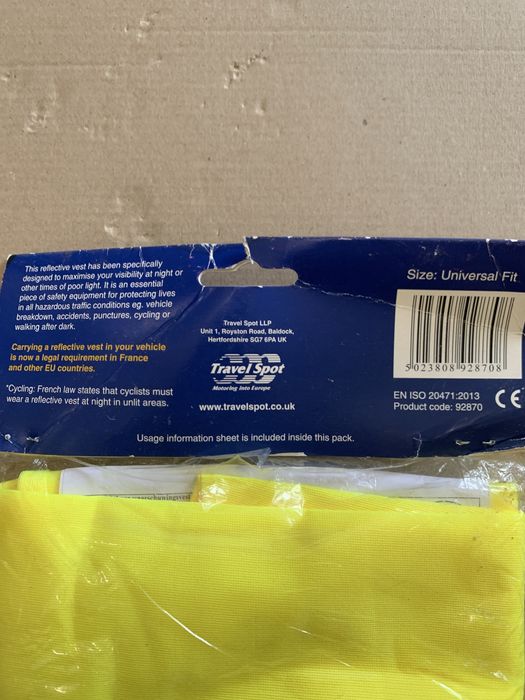 This reflective vest has been specifically
designed to maximise your visibility at night or
other times of poor light. It is an essential
piece of safety equipment for protecting lives
in all hazardous traffic conditions eg. vehicle
breakdown, accidents, punctures, cycling or
walking after dark.
Carrying a reflective vest in your vehicle
is now a legal requirement in France
and other EU countries.
*Cycling: French law states that cyclists must
wear a reflective vest at night in unlit areas.
Travel Spot LLP
Unit 1, Royston Road, Baldock,
Hertfordshire SG7 6PA UK
Travel Spot
Motoring Into Europe
www.travelspot.co.uk
Size: Universal Fit
5 023808 928708
EN ISO 20471:2013
Product code: 92870
CE
Usage information sheet is included inside this pack.